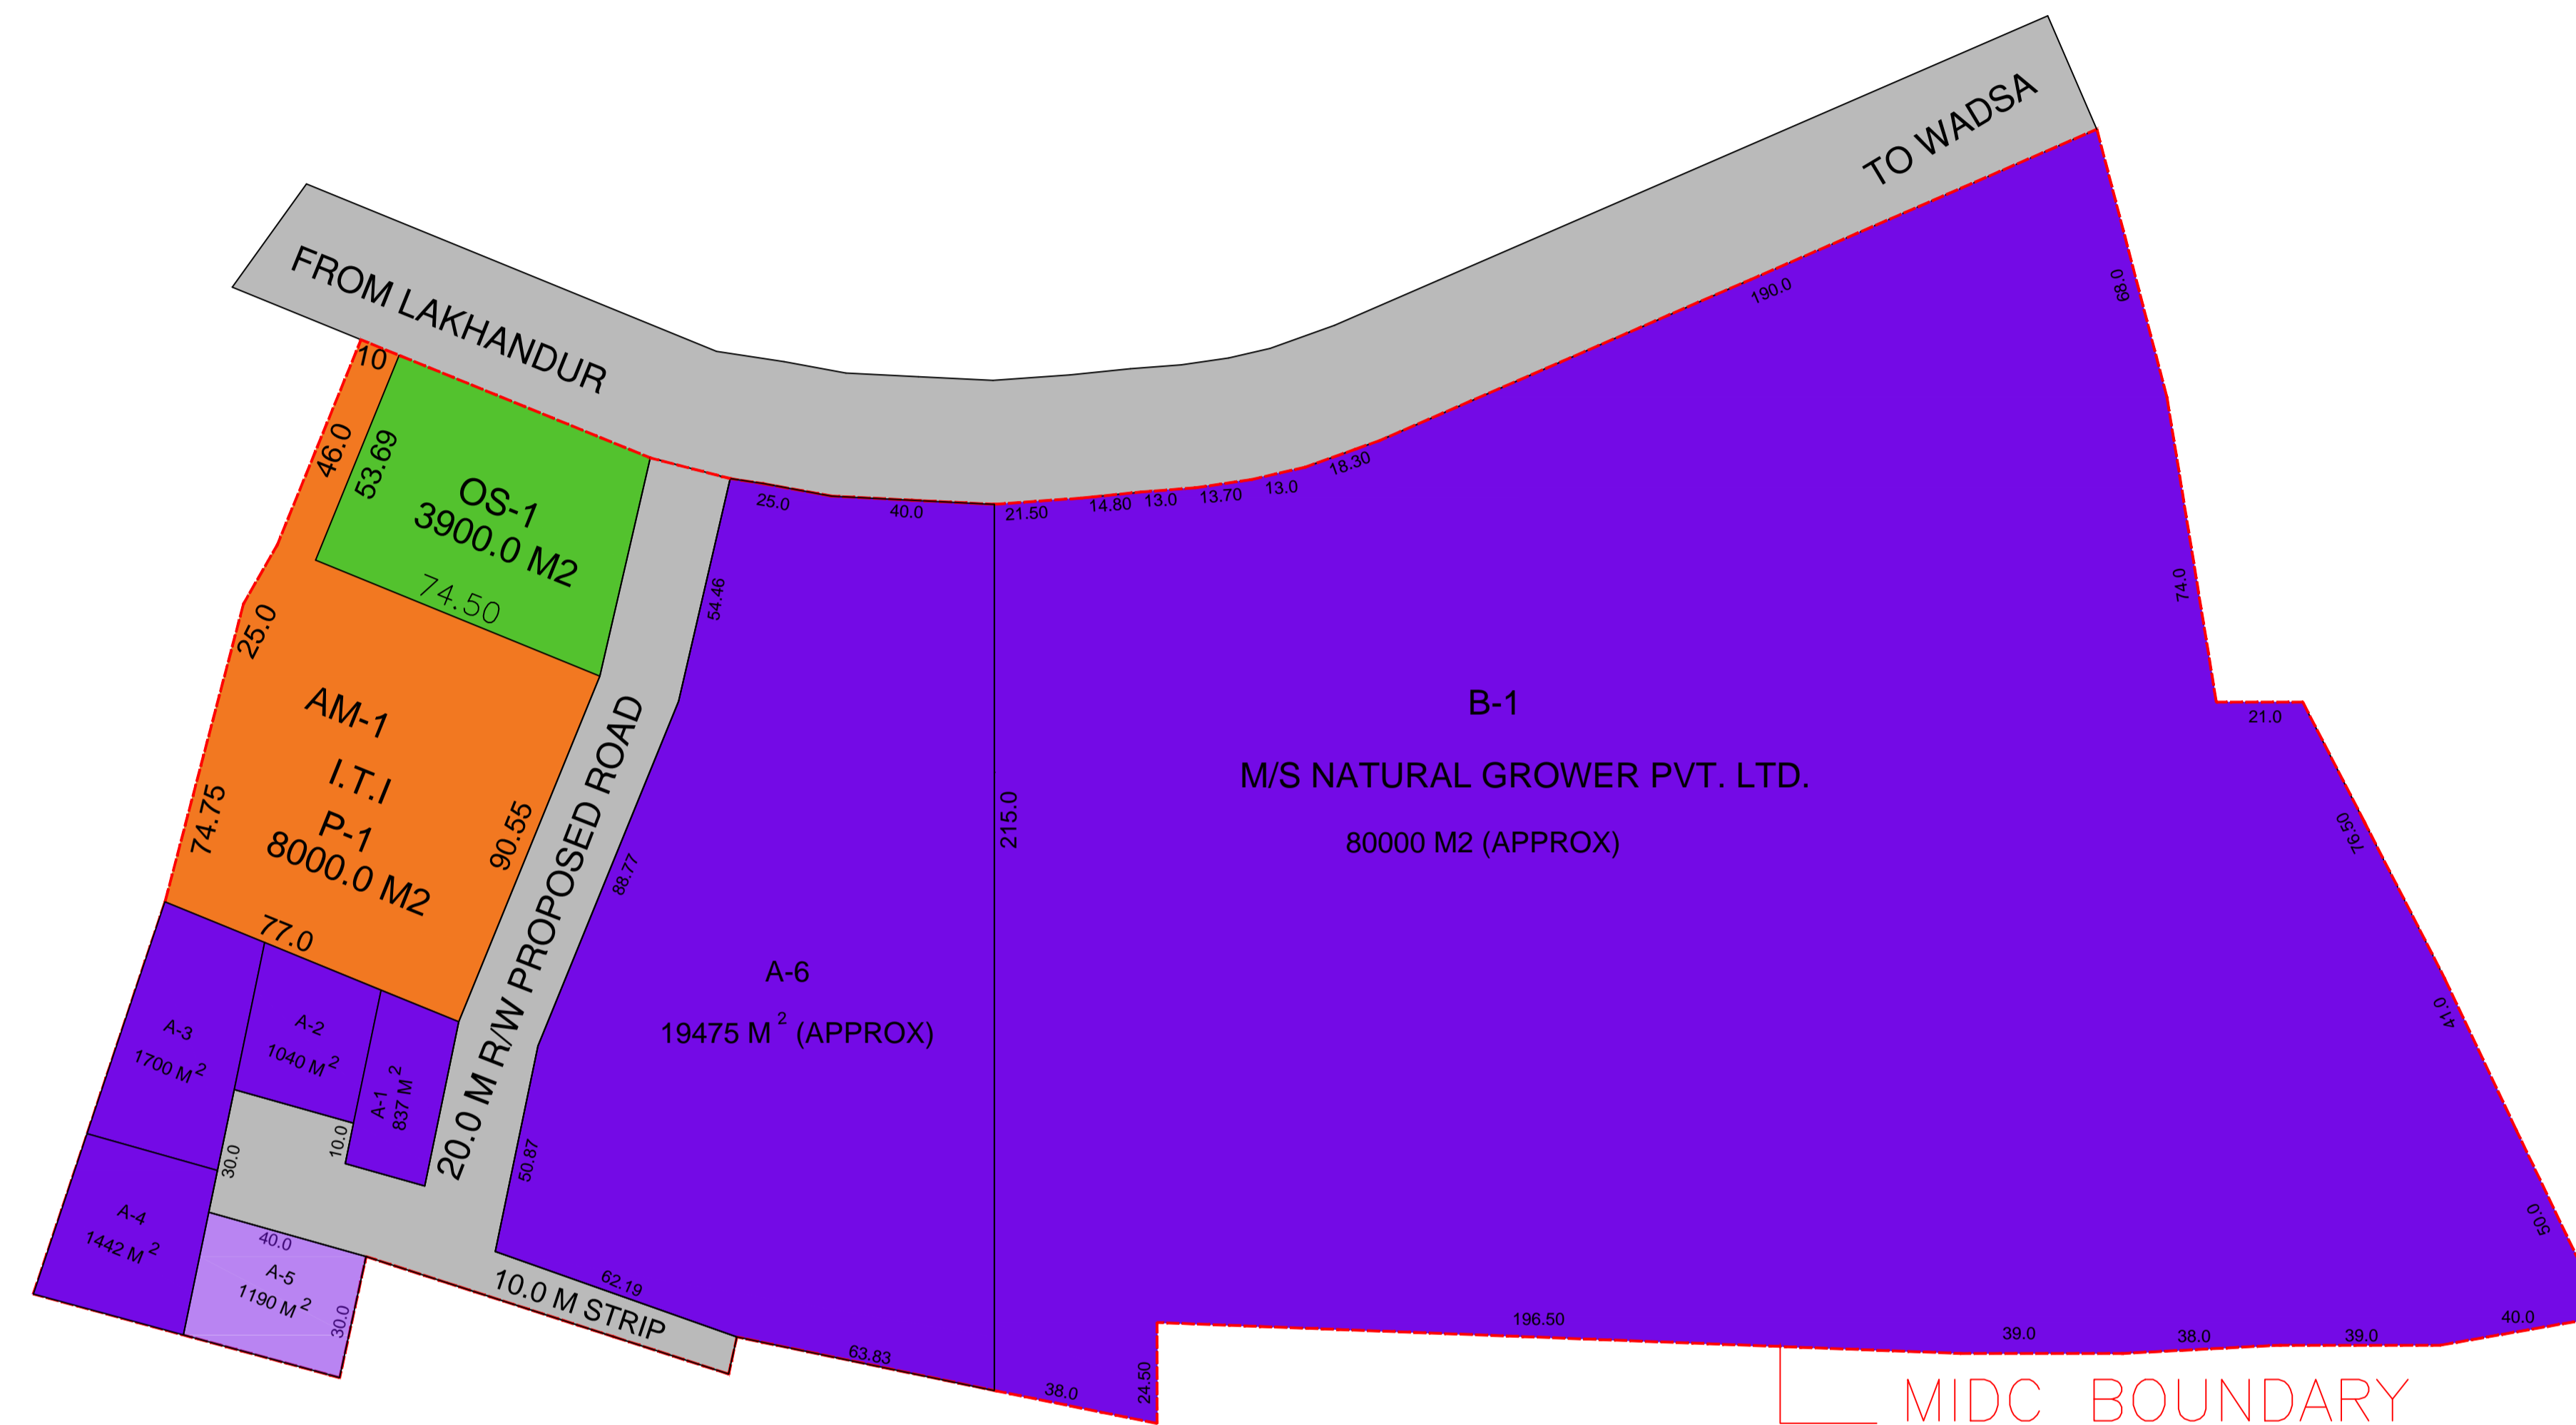 TO WADSA
FROM LAKHANDUR
10
46.0
53.69
OS-1
3900.0 M2
74.50
25.0
AM-1
I.T.I
P-1
8000.0 M2
74.75
90.55
77.0
20.0 M R/W PROPOSED ROAD
25.0
40.0
54.46
88.77
50.87
62.19
63.83
A-6
19475 M 2 (APPROX)
215.0
21.50
14.80
13.0
13.70
13.0
18.30
190.0
68.0
74.0
21.0
76.50
41.0
50.0
B-1
M/S NATURAL GROWER PVT. LTD.
80000 M2 (APPROX)
A-3
1700 M 2
A-2
1040 M 2
A-1
837 M 2
10.0
30.0
A-4
1442 M 2
40.0
A-5
1190 M 2
30.0
10.0 M STRIP
38.0
24.50
196.50
39.0
38.0
39.0
40.0
MIDC BOUNDARY